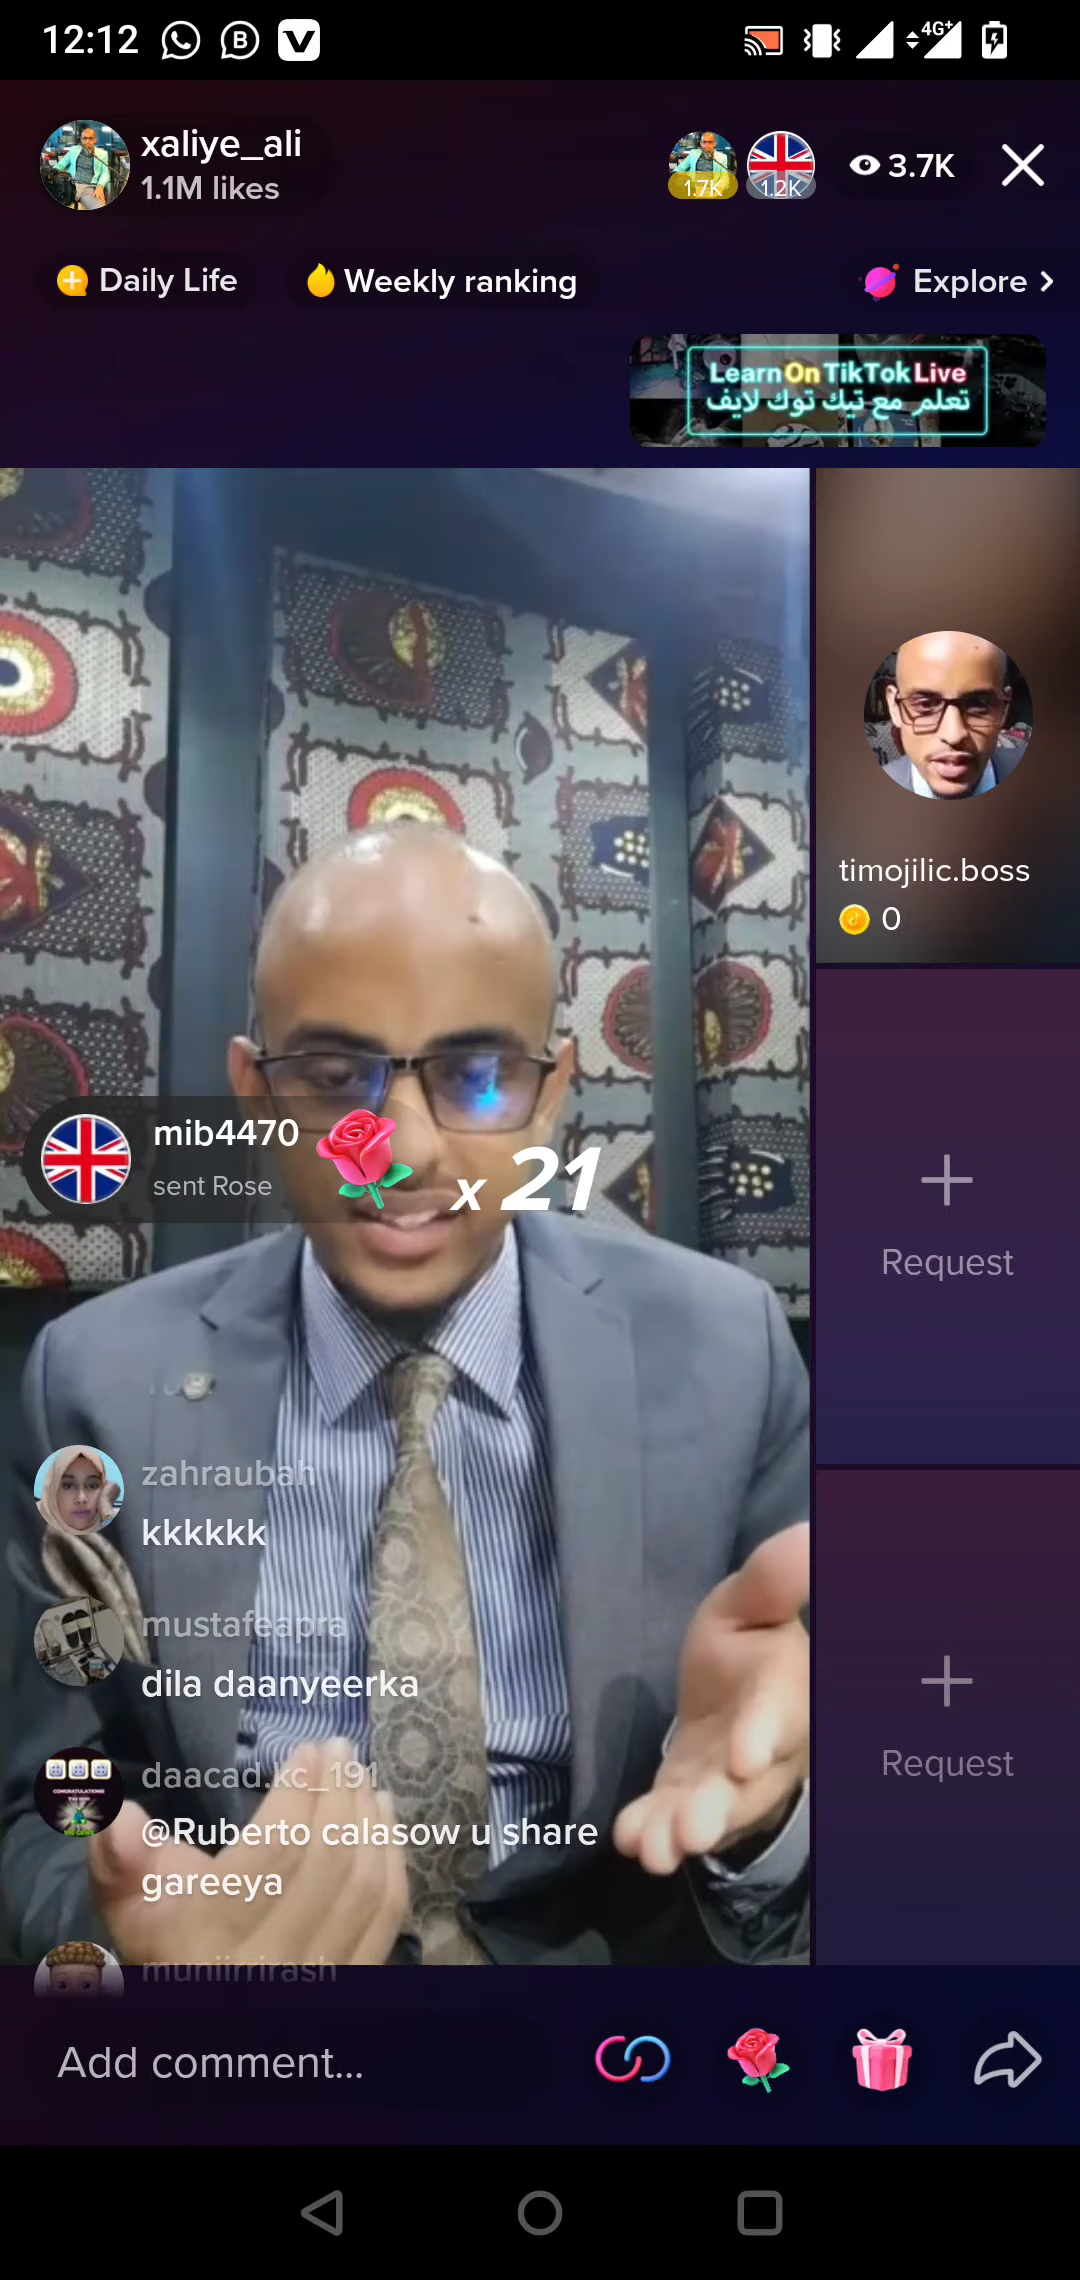 12:12
4G+
xaliye_ali
1.1M likes
1.7K
1.2K
3.7K
Daily Life
Weekly ranking
Explore
Learn On TikTok Live
تعلم مع تيك توك لايف
timojilic.boss
0
mib4470
sent Rose
x 21
Request
zahraubah
kkkkkk
mustafeapra
dila daanyeerka
Request
daacad.kc_191
@Ruberto calasow u share
gareeya
muniirrirash
Add comment...